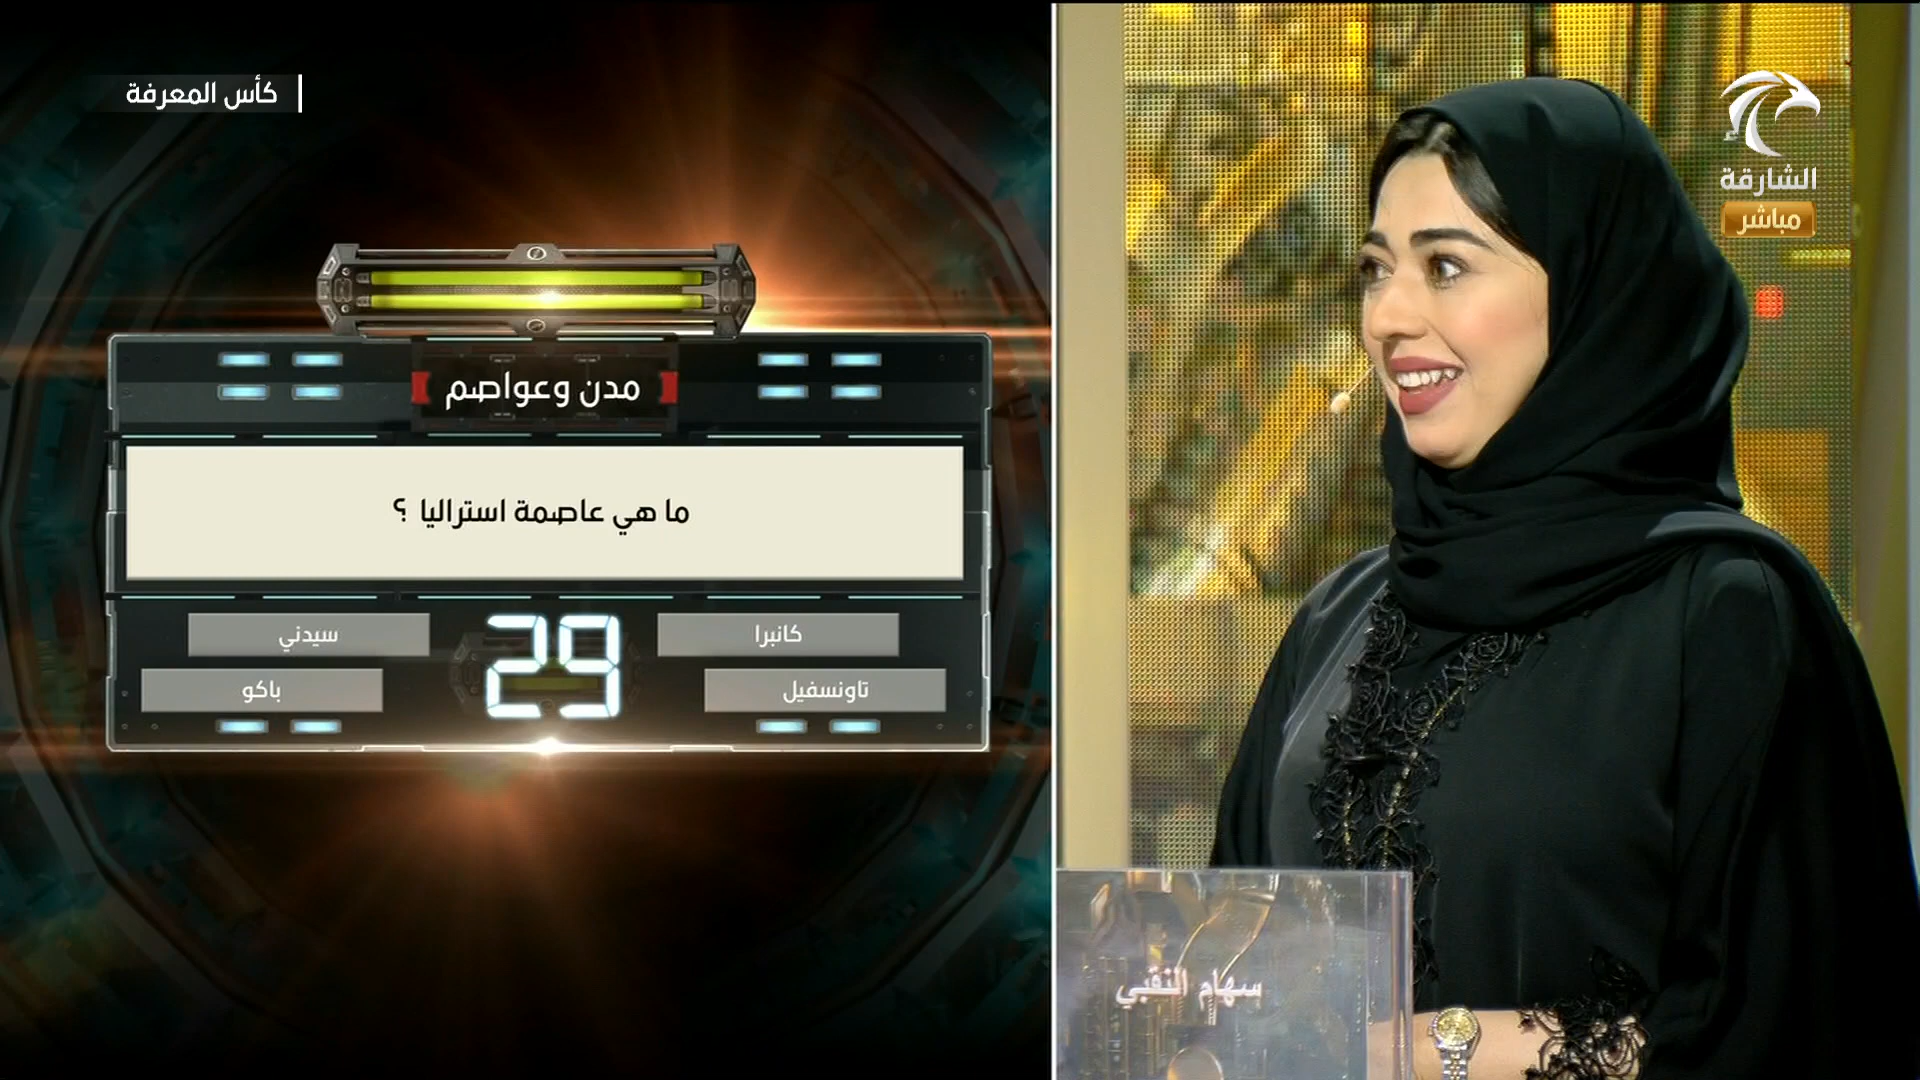 كأس المعرفة
الشارقة
مباشر
مدن وعواصم
ما هي عاصمة استراليا ؟
كانبرا
سيدني
29
تاونسفيل
باكو
سهام النقبي